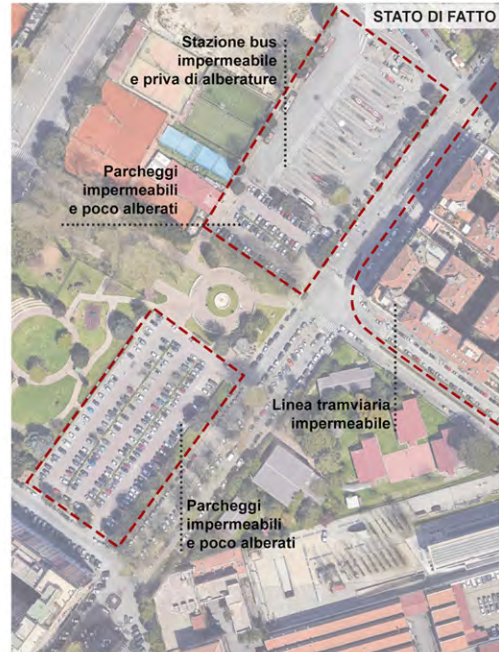 STATO DI FATTO
Stazione bus
impermeabile
e priva di alberature
Parcheggi
impermeabili
e poco alberati
Linea tramviaria
impermeabile
Parcheggi
impermeabili
e poco alberati